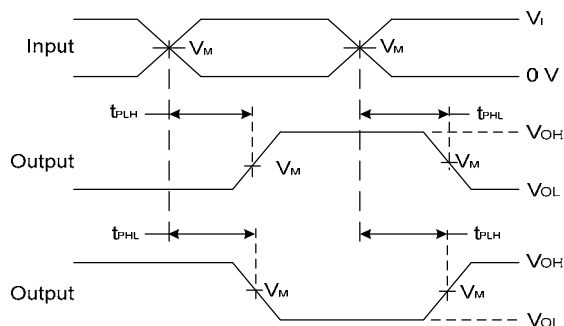 VI
Input VM VM
0 V
tPLH tPHL
VOH
Output VM VM
VOL
tPHL tPLH
VOH
Output VM VM
VOL